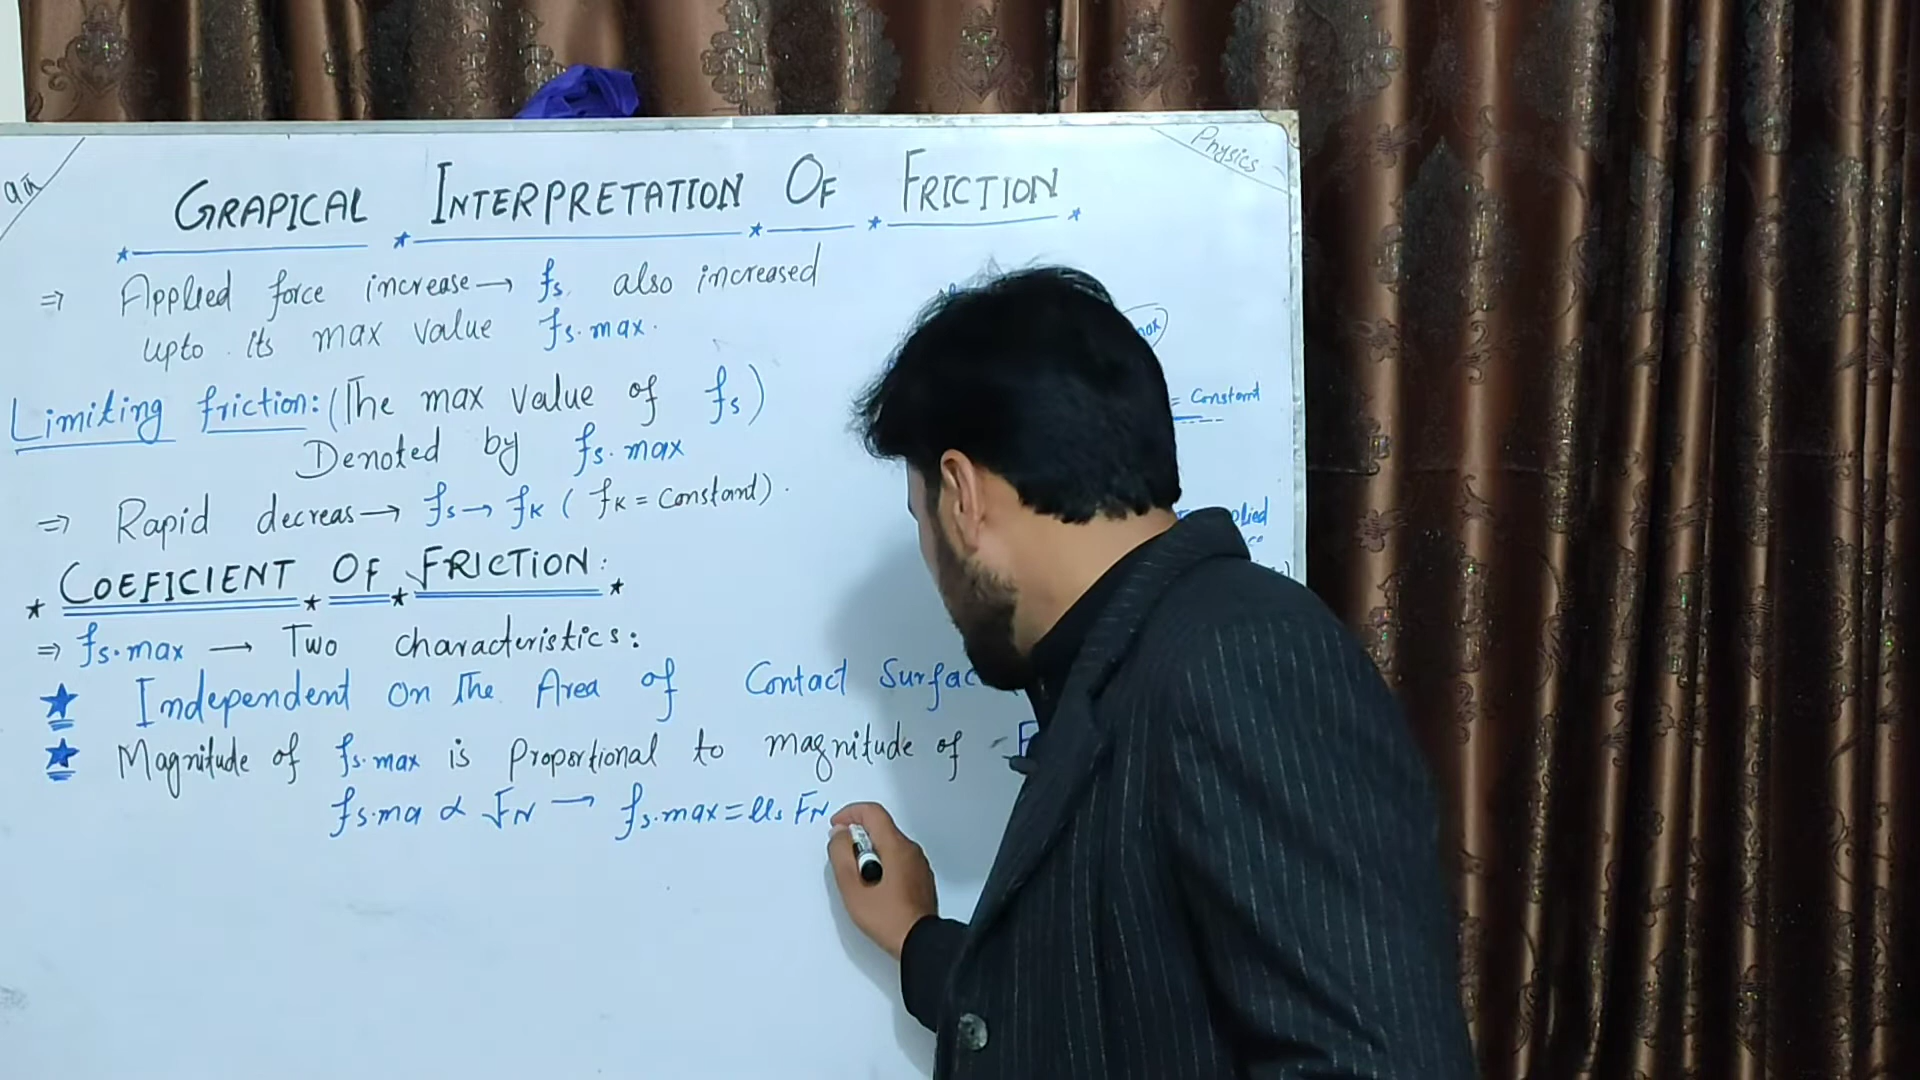 Physics
GRAPICAL INTERPRETATION OF FRICTION
⇒ Applied force increase → fs also increased
upto its max value fs.max.
Limiting friction: (The max value of fs)
Denoted by fs.max
= Constant
⇒ Rapid decreas → fs → fK ( fK = Constant).
COEFICIENT OF FRICTION:
⇒ fs.max → Two characteristics:
★ Independent on The Area of Contact
★ Magnitude of fs.max is proportional to magnitude of
fs.ma ∝ FN → fs.max = μs FN